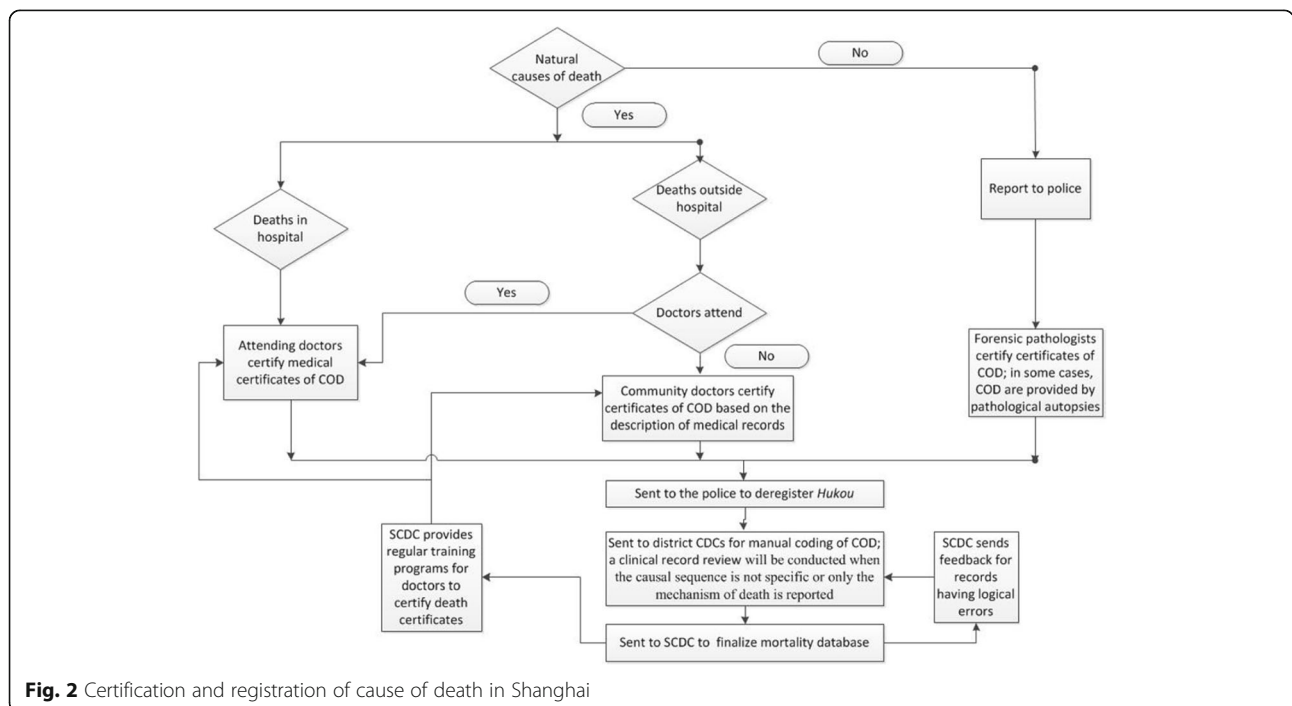 Natural
causes of death
No
Yes
Deaths in
hospital
Deaths outside
hospital
Report to police
Yes
Doctors attend
No
Attending doctors
certify medical
certificates of COD
Community doctors certify
certificates of COD based on the
description of medical records
Forensic pathologists
certify certificates of
COD; in some cases,
COD are provided by
pathological autopsies
Sent to the police to deregister Hukou
SCDC provides
regular training
programs for
doctors to
certify death
certificates
Sent to district CDCs for manual coding of COD;
a clinical record review will be conducted when
the causal sequence is not specific or only the
mechanism of death is reported
SCDC sends
feedback for
records
having logical
errors
Sent to SCDC to finalize mortality database
Fig. 2 Certification and registration of cause of death in Shanghai